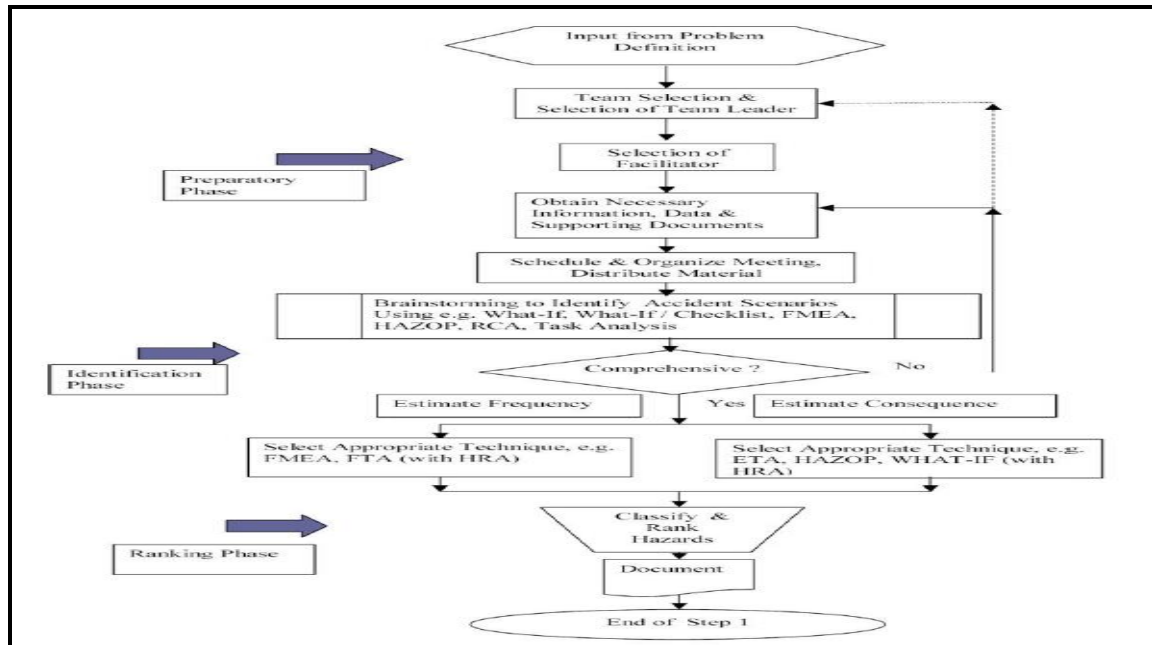 Input from Problem
Definition
Team Selection &
Selection of Team Leader
Selection of
Facilitator
Preparatory
Phase
Obtain Necessary
Information, Data &
Supporting Documents
Schedule & Organize Meeting,
Distribute Material
Brainstorming to Identify Accident Scenarios
Using e.g. What-If, What-If / Checklist, FMEA,
HAZOP, RCA, Task Analysis
Identification
Phase
Comprehensive ?
No
Estimate Frequency
Yes
Estimate Consequence
Select Appropriate Technique, e.g.
FMEA, FTA (with HRA)
Select Appropriate Technique, e.g.
ETA, HAZOP, WHAT-IF (with
HRA)
Classify &
Rank
Hazards
Ranking Phase
Document
End of Step 1